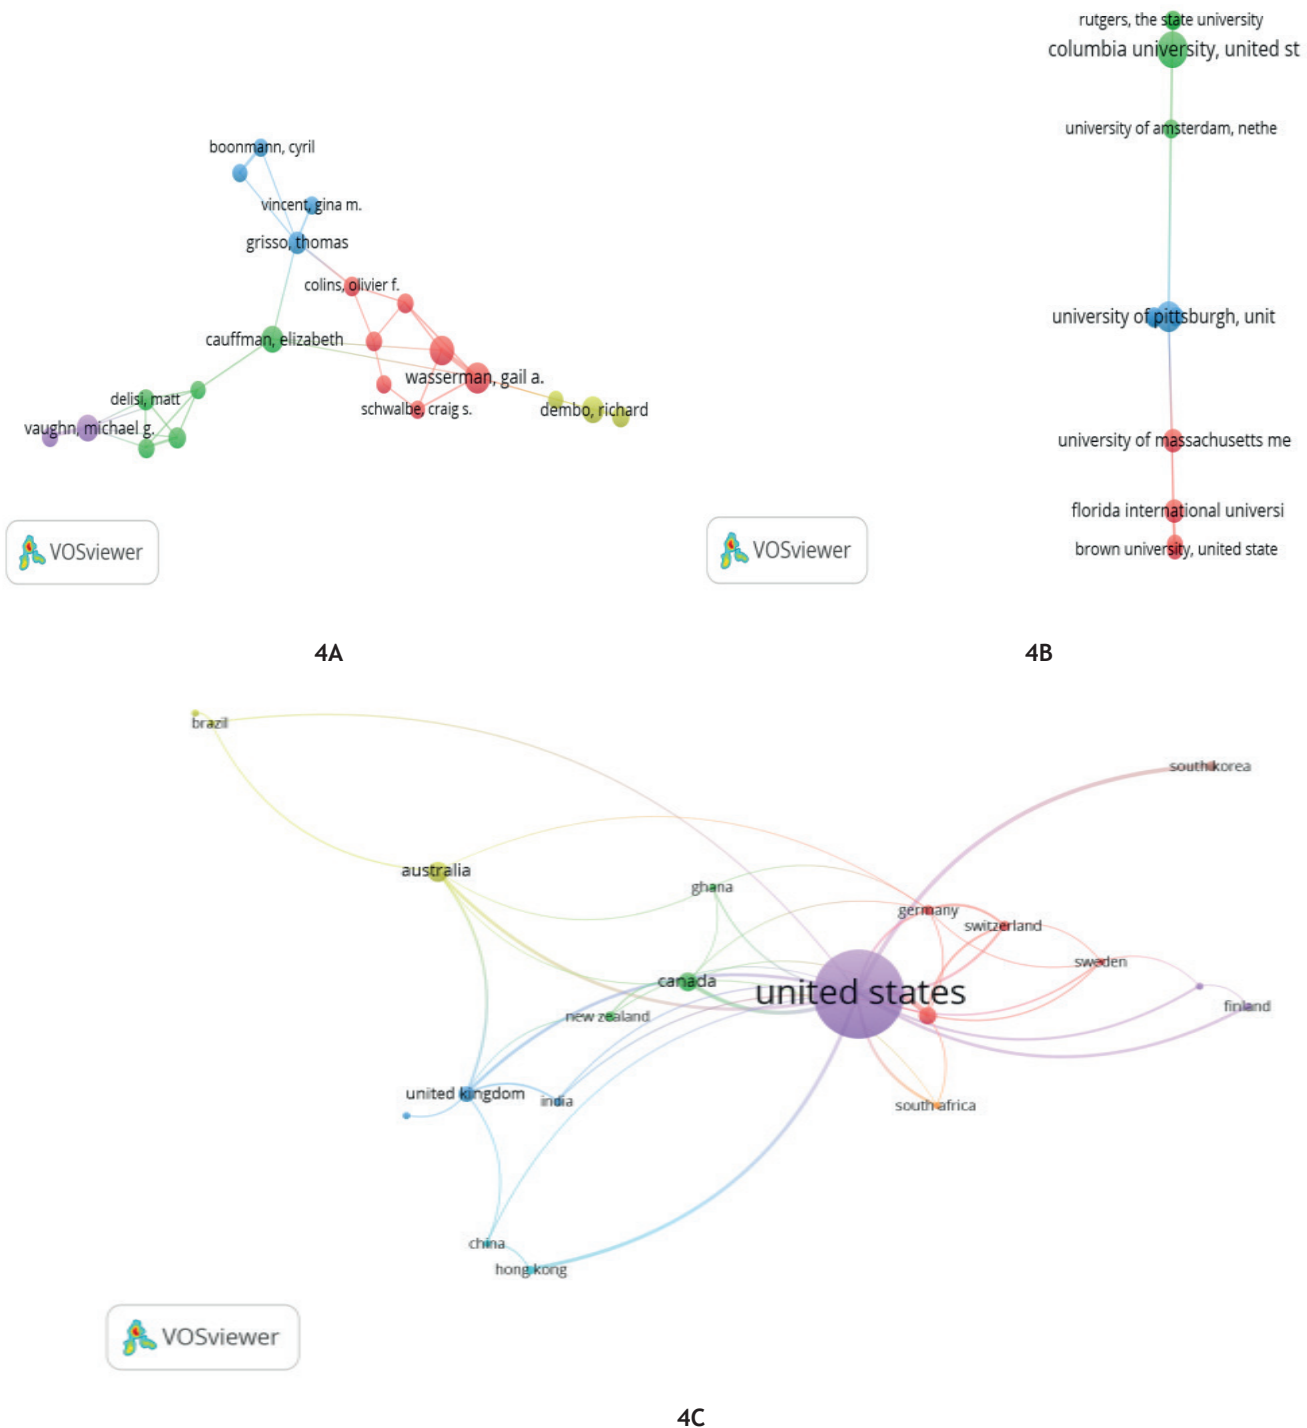 boonmann, cyril
vincent, gina m.
grisso, thomas
colins, olivier f.
cauffman, elizabeth
wasserman, gail a.
schwalbe, craig s.
dembo, richard
delisi, matt
vaughn, michael g.
VOSviewer
4A
rutgers, the state university
columbia university, united st
university of amsterdam, nethe
university of pittsburgh, unit
university of massachusetts me
florida international universi
brown university, united state
VOSviewer
4B
brazil
south korea
australia
ghana
germany
switzerland
sweden
canada
united states
finland
new zealand
united kingdom
india
south africa
china
hong kong
VOSviewer
4C